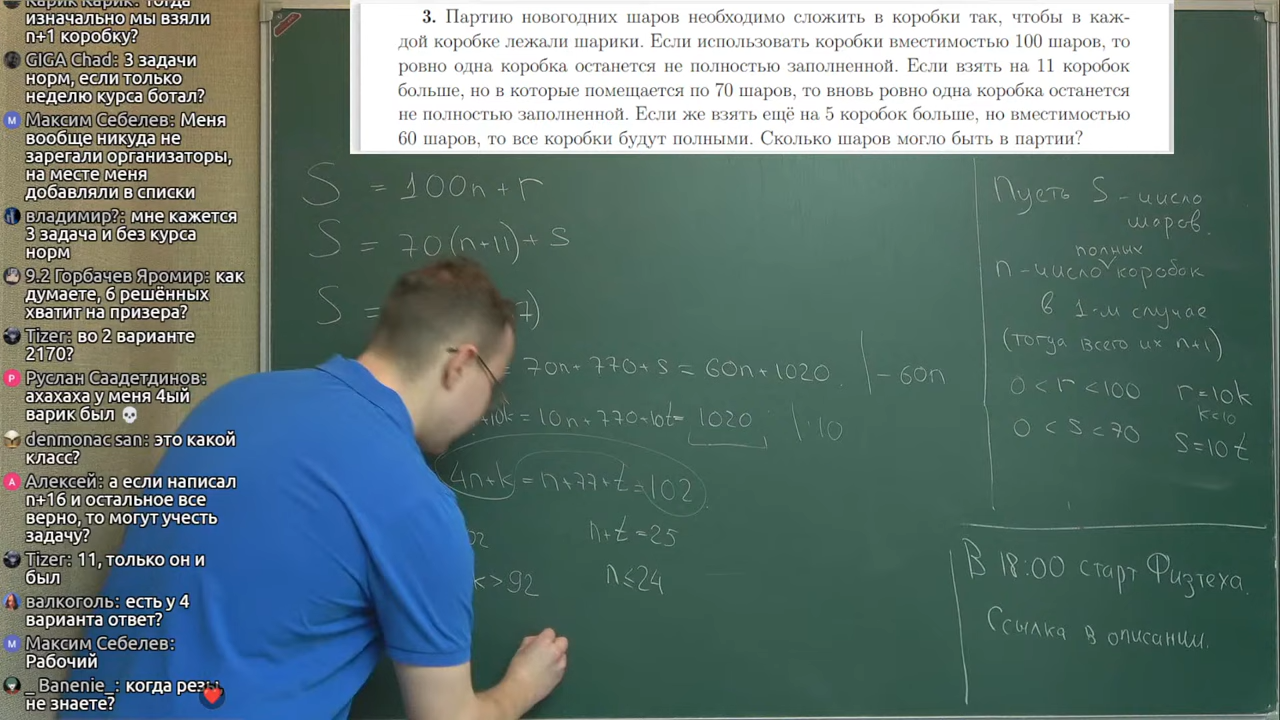 Карик Карик: тогда
изначально мы взяли
n+1 коробку?
GIGA Chad: 3 задачи
норм, если только
неделю курса ботал?
Максим Себелев: Меня
вообще никуда не
зарегали организаторы,
на месте меня
добавляли в списки
владимир?: мне кажется
3 задача и без курса
норм
9.2 Горбачев Яромир: как
думаете, 6 решённых
хватит на призера?
Tizer: во 2 варианте
2170?
Руслан Саадетдинов:
ахахаха у меня 4ый
варик был 💀
denmonac san: это какой
класс?
Алексей: а если написал
n+16 и остальное все
верно, то могут учесть
задачу?
Tizer: 11, только он и
был
валкоголь: есть у 4
варианта ответ?
Максим Себелев:
Рабочий
_ Banenie_: когда резы
не знаете?
3. Партию новогодних шаров необходимо сложить в коробки так, чтобы в каж-
дой коробке лежали шарики. Если использовать коробки вместимостью 100 шаров, то
ровно одна коробка останется не полностью заполненной. Если взять на 11 коробок
больше, но в которые помещается по 70 шаров, то вновь ровно одна коробка останется
не полностью заполненной. Если же взять ещё на 5 коробок больше, но вместимостью
60 шаров, то все коробки будут полными. Сколько шаров могло быть в партии?
S = 100n + r
S = 70(n+11) + s
S = 7)
= 70n + 770 + s = 60n + 1020 | - 60n
+10k = 10n + 770 + 10t = 1020 | :10
4n+k = n+77+t = 102
02 n+t = 25
k > 92 n ≤ 24
Пусть S - число
шаров.
полных
n - число коробок
в 1-м случае
(тогда всего их n+1)
0 < r < 100 r = 10k
k<10
0 < s < 70 s = 10t
В 18:00 старт Физтеха.
Ссылка в описании.